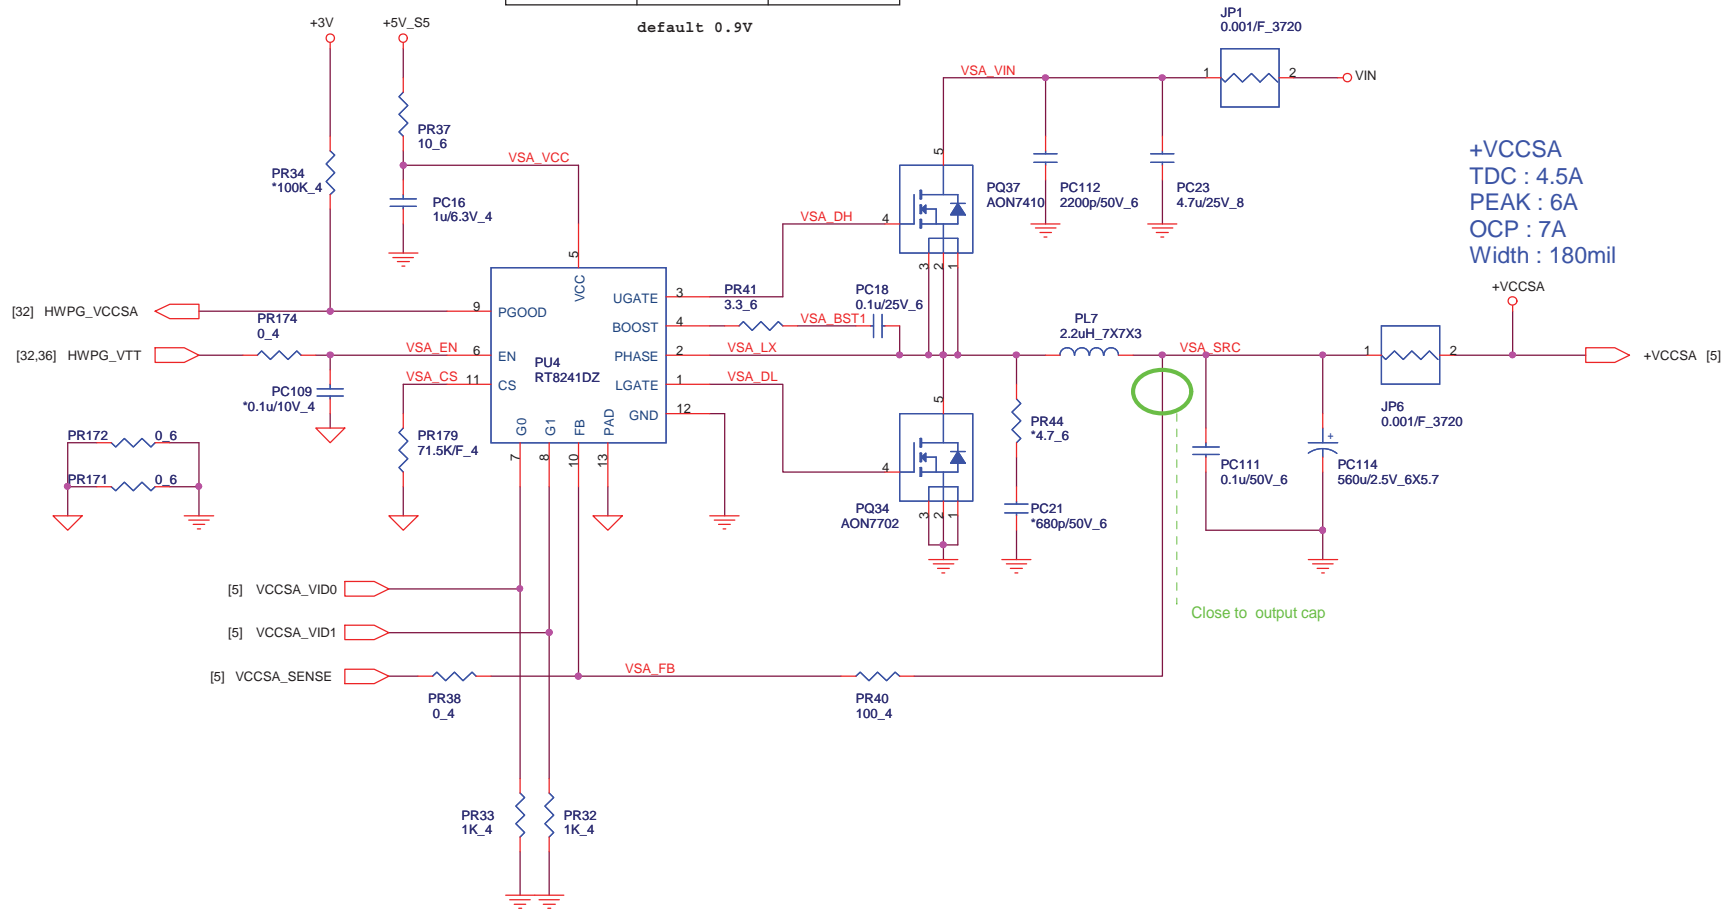 default 0.9V
+3V
+5V_S5
JP1
0.001/F_3720
VSA_VIN
1
2
VIN
PR37
10_6
VSA_VCC
PR34
*100K_4
PC16
1u/6.3V_4
5
PQ37
AON7410
PC112
2200p/50V_6
PC23
4.7u/25V_8
+VCCSA
TDC : 4.5A
PEAK : 6A
OCP : 7A
Width : 180mil
VSA_DH
4
5
VCC
3
2
1
+VCCSA
[32] HWPG_VCCSA
9
PGOOD
UGATE
3
PR41
3.3_6
PC18
0.1u/25V_6
PR174
0_4
BOOST
4
VSA_BST1
PL7
2.2uH_7X7X3
[32,36] HWPG_VTT
VSA_EN
6
EN
PHASE
2
VSA_LX
VSA_SRC
1
2
+VCCSA [5]
PU4
RT8241DZ
VSA_CS
11
CS
LGATE
1
VSA_DL
PC109
*0.1u/10V_4
GND
12
5
JP6
0.001/F_3720
G0
G1
FB
PAD
PR44
*4.7_6
PR172
0_6
PR179
71.5K/F_4
7
8
10
13
4
PC111
0.1u/50V_6
PC114
560u/2.5V_6X5.7
+
PR171
0_6
PQ34
AON7702
3
2
1
PC21
*680p/50V_6
[5] VCCSA_VID0
Close to output cap
[5] VCCSA_VID1
[5] VCCSA_SENSE
VSA_FB
PR38
0_4
PR40
100_4
PR33
1K_4
PR32
1K_4